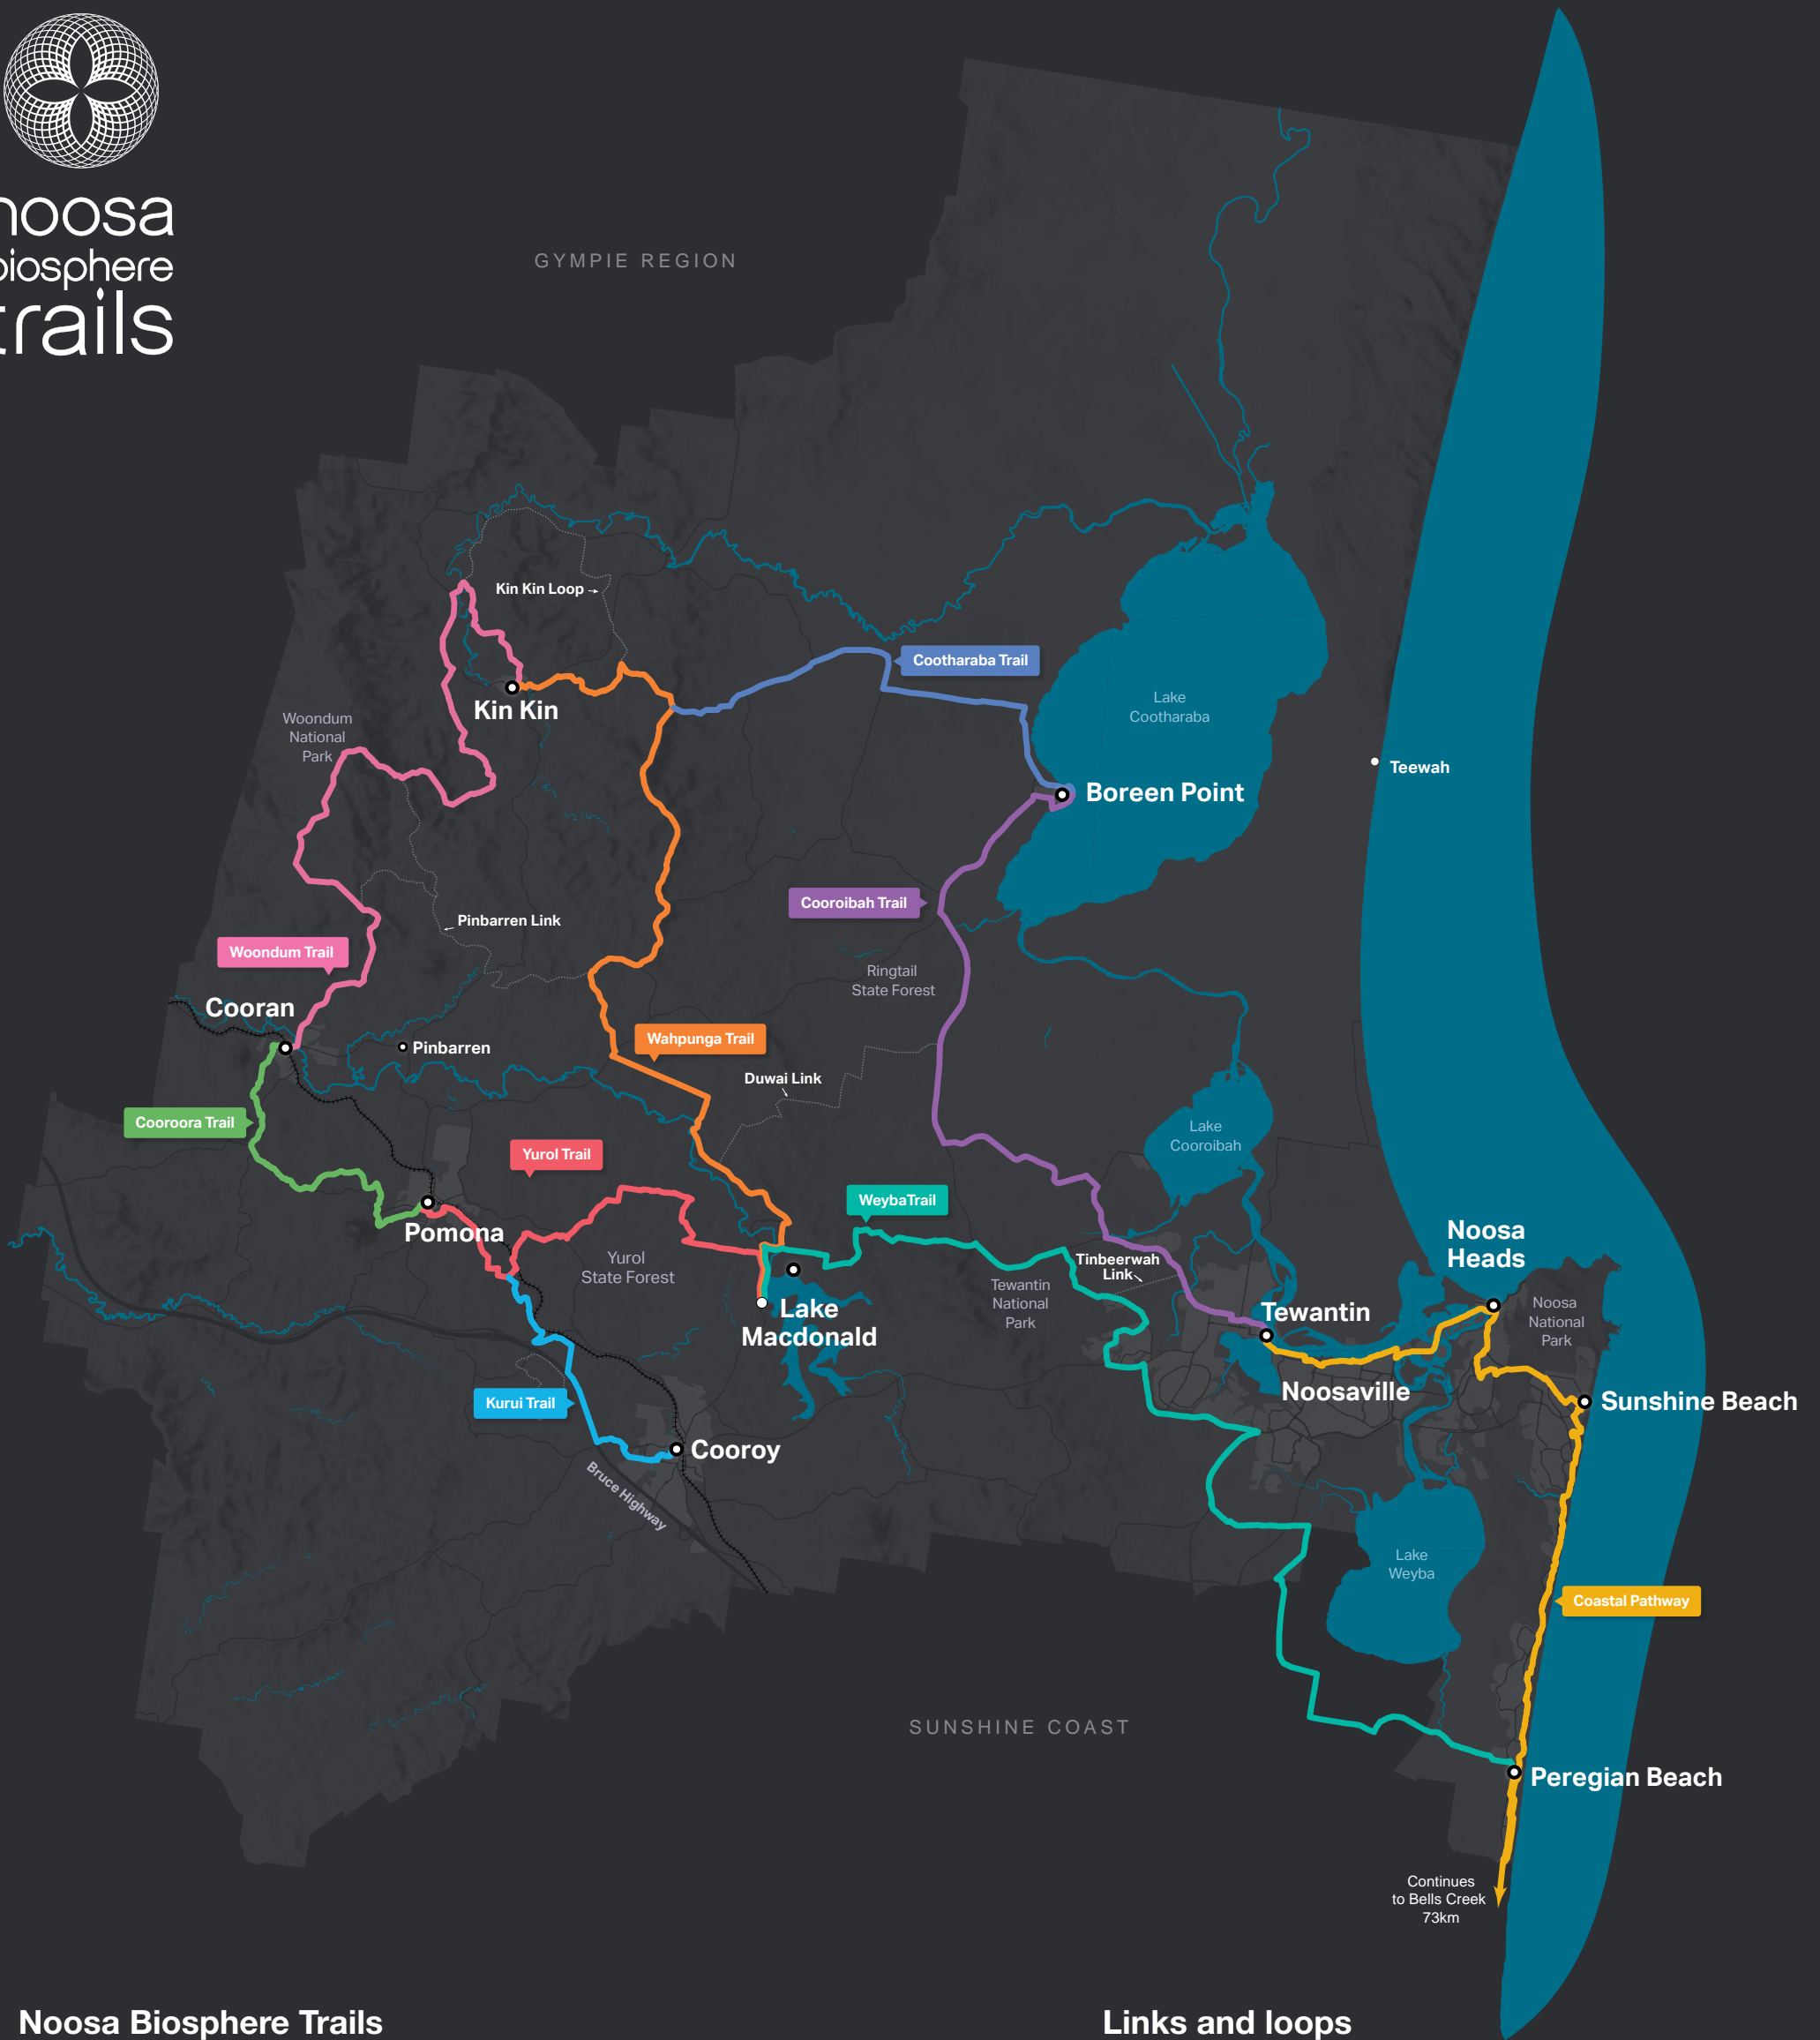 noosa
biosphere
trails
GYMPIE REGION
Kin Kin Loop
Cootharaba Trail
Lake
Cootharaba
Kin Kin
Woondum
National
Park
Teewah
Boreen Point
Cooroibah Trail
Pinbarren Link
Woondum Trail
Ringtail
State Forest
Cooran
Wahpunga Trail
Pinbarren
Duwai Link
Cooroora Trail
Lake
Cooroibah
Yurol Trail
WeybaTrail
Pomona
Noosa
Heads
Yurol
State Forest
Tinbeerwah
Link
Tewantin
National
Park
Lake
Macdonald
Tewantin
Noosa
National
Park
Noosaville
Sunshine Beach
Kurui Trail
Cooroy
Bruce Highway
Lake
Weyba
Coastal Pathway
SUNSHINE COAST
Peregian Beach
Continues
to Bells Creek
73km
Noosa Biosphere Trails
Links and loops